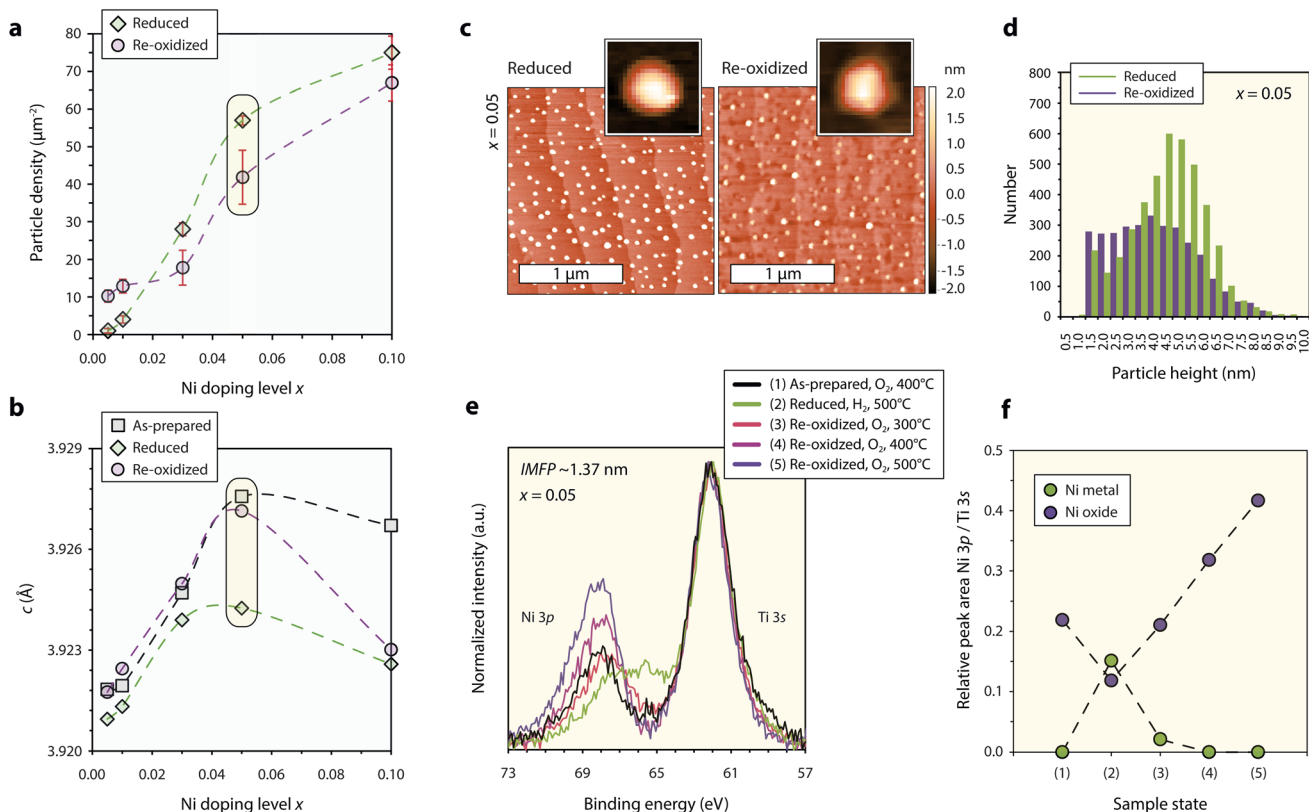 a
Reduced
Re-oxidized
Particle density (μm⁻²)
80
70
60
50
40
30
20
10
0
0.00 0.02 0.04 0.06 0.08 0.10
Ni doping level x
b
As-prepared
Reduced
Re-oxidized
c (Å)
3.929
3.926
3.923
3.920
0.00 0.02 0.04 0.06 0.08 0.10
Ni doping level x
c
Reduced
Re-oxidized
nm
x = 0.05
2.0
1.5
1.0
0.5
0.0
-0.5
-1.0
-1.5
-2.0
1 μm
1 μm
d
Reduced
Re-oxidized
x = 0.05
Number
800
700
600
500
400
300
200
100
0
0.5 1.0 1.5 2.0 2.5 3.0 3.5 4.0 4.5 5.0 5.5 6.0 6.5 7.0 7.5 8.0 8.5 9.0 9.5 10.0
Particle height (nm)
e
(1) As-prepared, O₂, 400°C
(2) Reduced, H₂, 500°C
(3) Re-oxidized, O₂, 300°C
(4) Re-oxidzed, O₂, 400°C
(5) Re-oxidized, O₂, 500°C
IMFP ~1.37 nm
x = 0.05
Ni 3p
Ti 3s
Normalized intensity (a.u.)
73 69 65 61 57
Binding energy (eV)
f
Ni metal
Ni oxide
Relative peak area Ni 3p / Ti 3s
0.5
0.4
0.3
0.2
0.1
0.0
(1) (2) (3) (4) (5)
Sample state